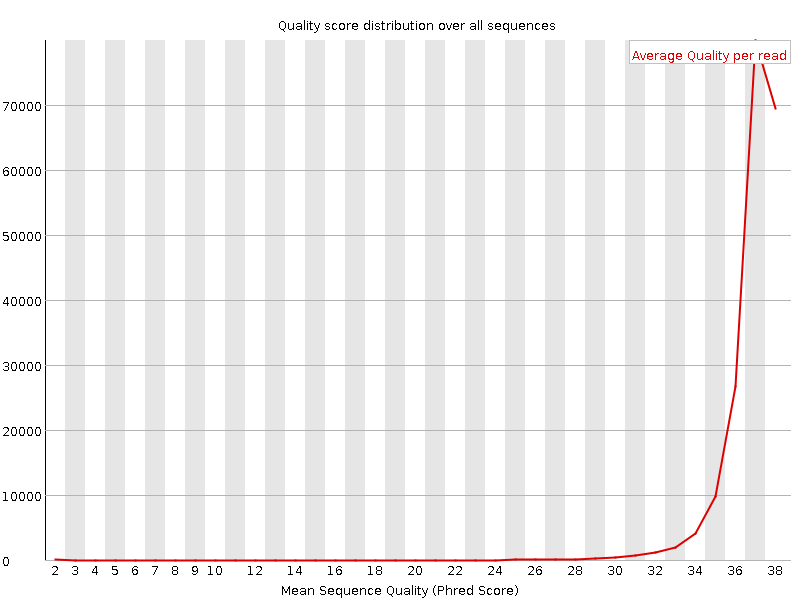 Quality score distribution over all sequences
Average Quality per read
70000
60000
50000
40000
30000
20000
10000
0
2 3 4 5 6 7 8 9 10 12 14 16 18 20 22 24 26 28 30 32 34 36 38
Mean Sequence Quality (Phred Score)